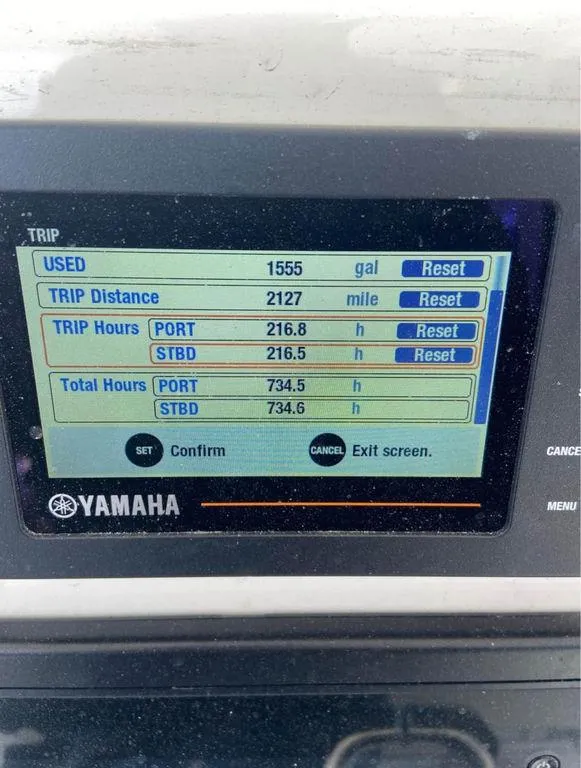 TRIP
USED 1555 gal Reset
TRIP Distance 2127 mile Reset
TRIP Hours PORT 216.8 h Reset
STBD 216.5 h Reset
Total Hours PORT 734.5 h
STBD 734.6 h
SET Confirm CANCEL Exit screen.
CANCE
YAMAHA
MENU